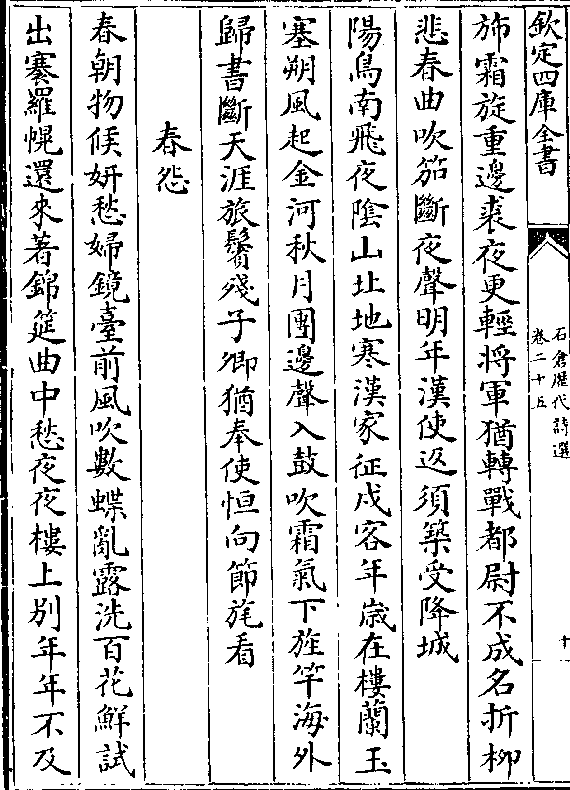 欽定四庫全書
石倉歷代詩選
卷二十五
十
斾霜旋重邊裘夜更輕將軍猶轉戰都尉不成名折柳
悲春曲吹笳斷夜聲明年漢使返須築受降城
陽鳥南飛夜陰山北地寒漢家征戍客年歲在樓蘭玉
塞朔風起金河秋月團邊聲入鼓吹霜氣下旌竿海外
歸書斷天涯旅鬢殘子卿猶奉使恒向節旄看
春怨
春朝物候妍愁婦鏡臺前風吹數蝶亂露洗百花鮮試
出褰羅幌還來著錦筵曲中愁夜夜樓上別年年不及